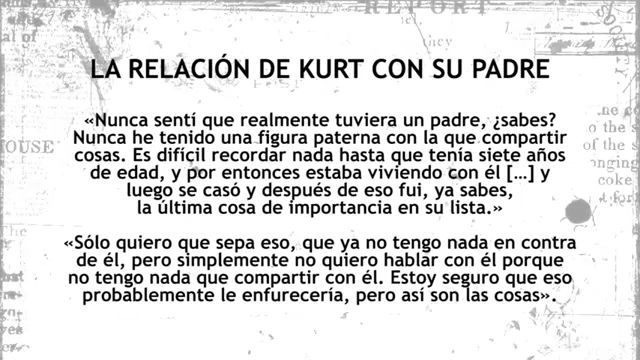 REPORT
LA RELACIÓN DE KURT CON SU PADRE
«Nunca sentí que realmente tuviera un padre, ¿sabes?
Nunca he tenido una figura paterna con la que compartir
cosas. Es difícil recordar nada hasta que tenía siete años
de edad, y por entonces estaba viviendo con él […] y
luego se casó y después de eso fui, ya sabes,
la última cosa de importancia en su lista.»
«Sólo quiero que sepa eso, que ya no tengo nada en contra
de él, pero simplemente no quiero hablar con él porque
no tengo nada que compartir con él. Estoy seguro que eso
probablemente le enfurecería, pero así son las cosas».